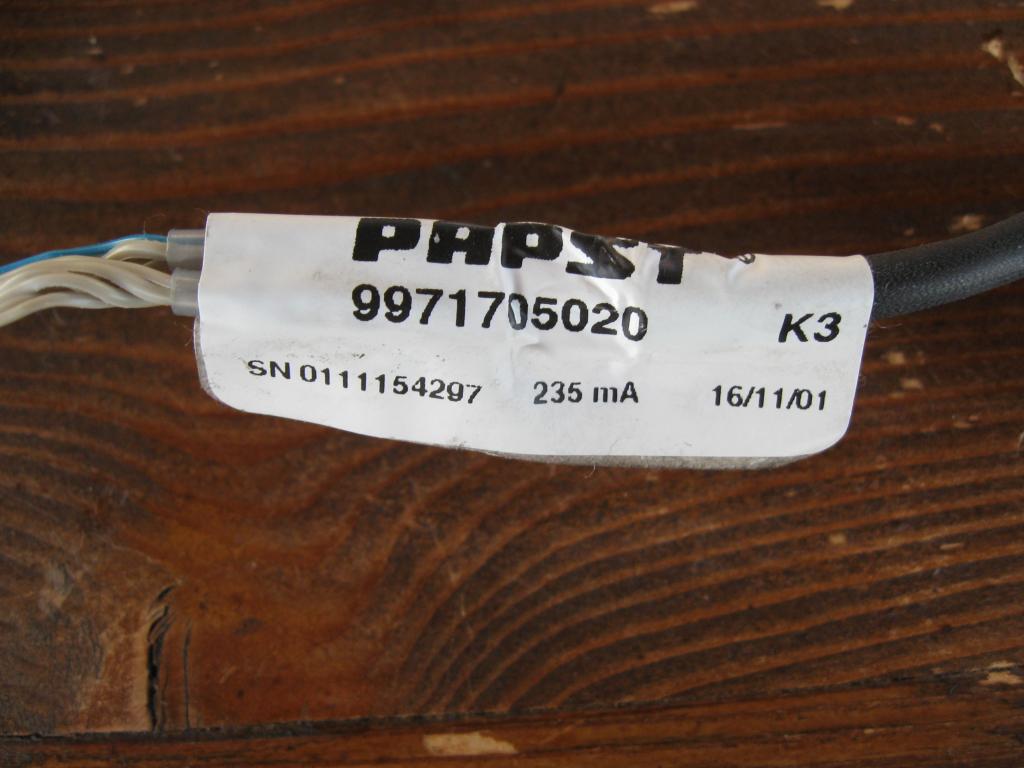 PAPST
9971705020 K3
SN 0111154297 235 mA 16/11/01